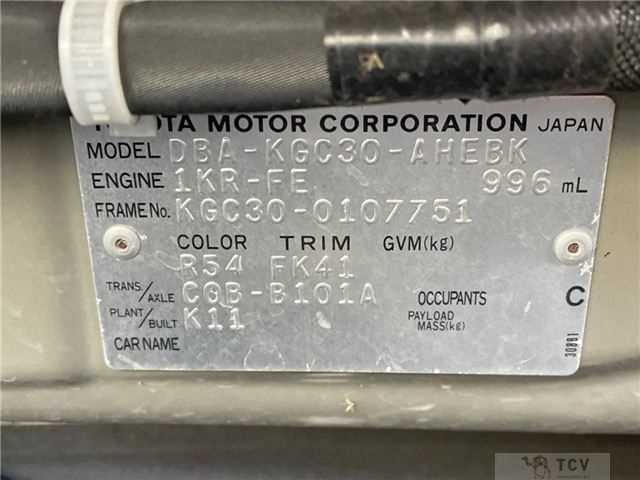 TOYOTA MOTOR CORPORATION JAPAN
MODEL DBA-KGC30-AHEBK
ENGINE 1KR-FE 996 mL
FRAME No. KGC30-0107751
COLOR TRIM GVM(kg)
R54 FK41
TRANS./AXLE CGB-B101A OCCUPANTS C
PLANT/BUILT K11 PAYLOAD MASS(kg)
CAR NAME
30881
TCV